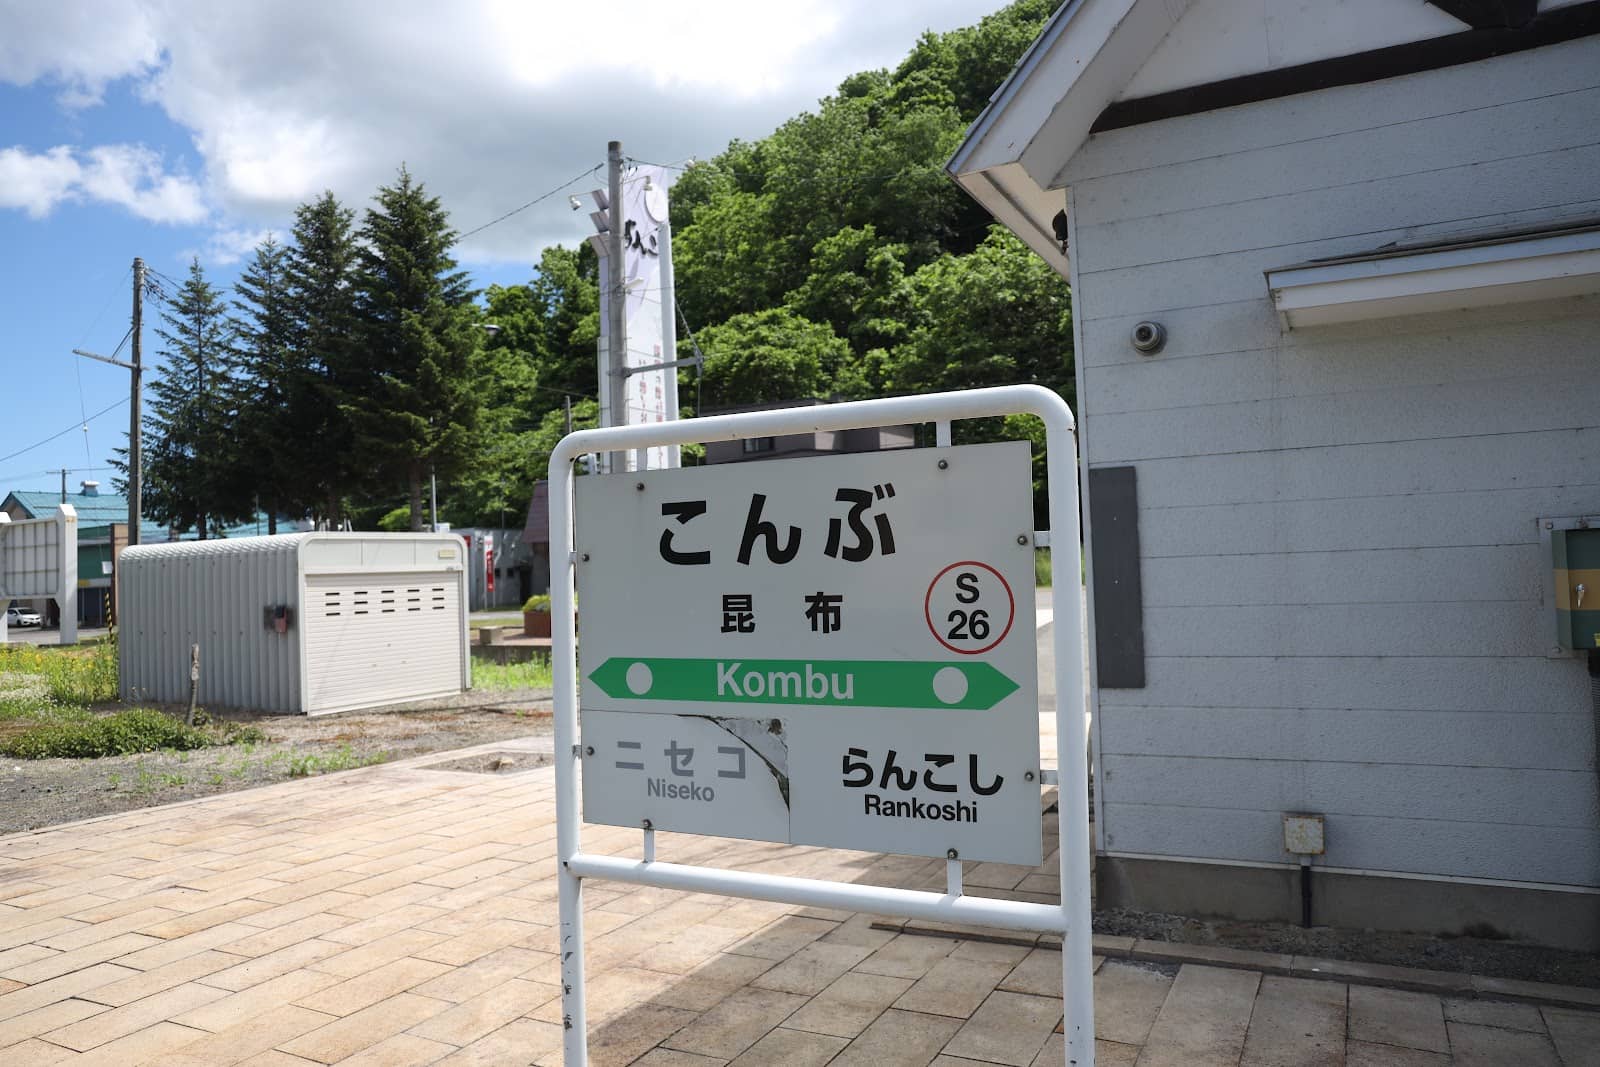 こんぶ
昆布
S
26
Kombu
ニセコ
Niseko
らんこし
Rankoshi